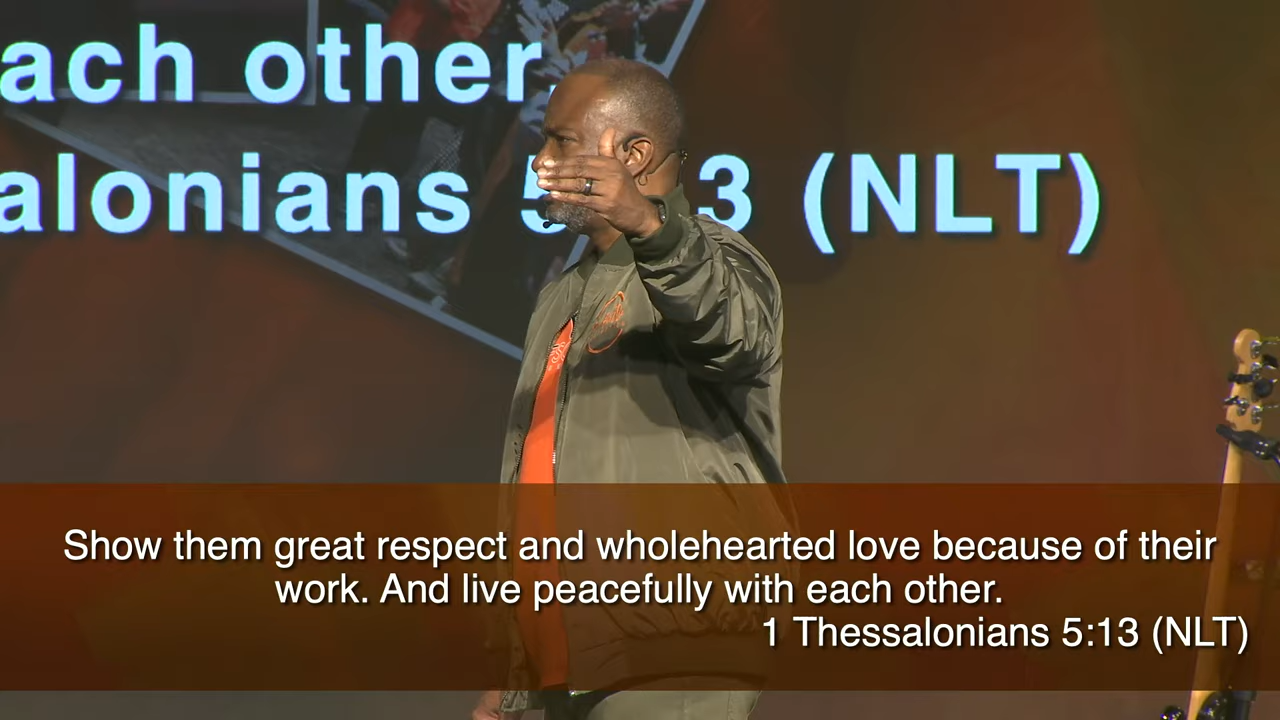 ach other.
alonians 5:13 (NLT)
Show them great respect and wholehearted love because of their
work. And live peacefully with each other.
1 Thessalonians 5:13 (NLT)